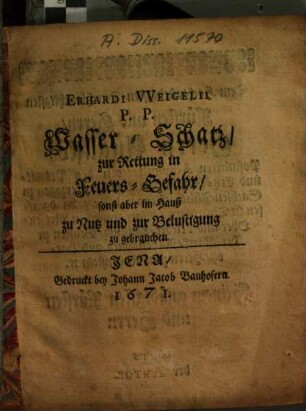 A. Diss. 11570
ERHARDI VVEIGELII
P. P.
Wasser-Schatz/
zur Rettung in
Feuers-Gefahr/
sonst aber im Hauß
zu Nutz und zur Belustigung
zu gebrauchen.
JENA/
Gedruckt bey Johann Jacob Bauhofern.
1671.